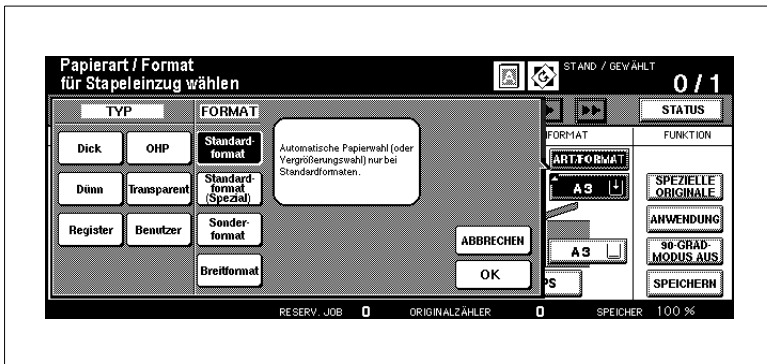 Papierart / Format
für Stapeleinzug wählen
STAND / GEWÄHLT
0 / 1
TYP
FORMAT
STATUS
Dick
OHP
Standard-
format
Automatische Papierwahl (oder
Vergrößerungswahl) nur bei
Standardformaten.
FORMAT
FUNKTION
ART.FORMAT
Dünn
Transparent
Standard-
format
(Spezial)
A3
SPEZIELLE
ORIGINALE
Register
Benutzer
Sonder-
format
ABBRECHEN
A3
ANWENDUNG
90-GRAD-
MODUS AUS
Breitformat
OK
PS
SPEICHERN
RESERV. JOB 0
ORIGINALZÄHLER 0
SPEICHER 100 %